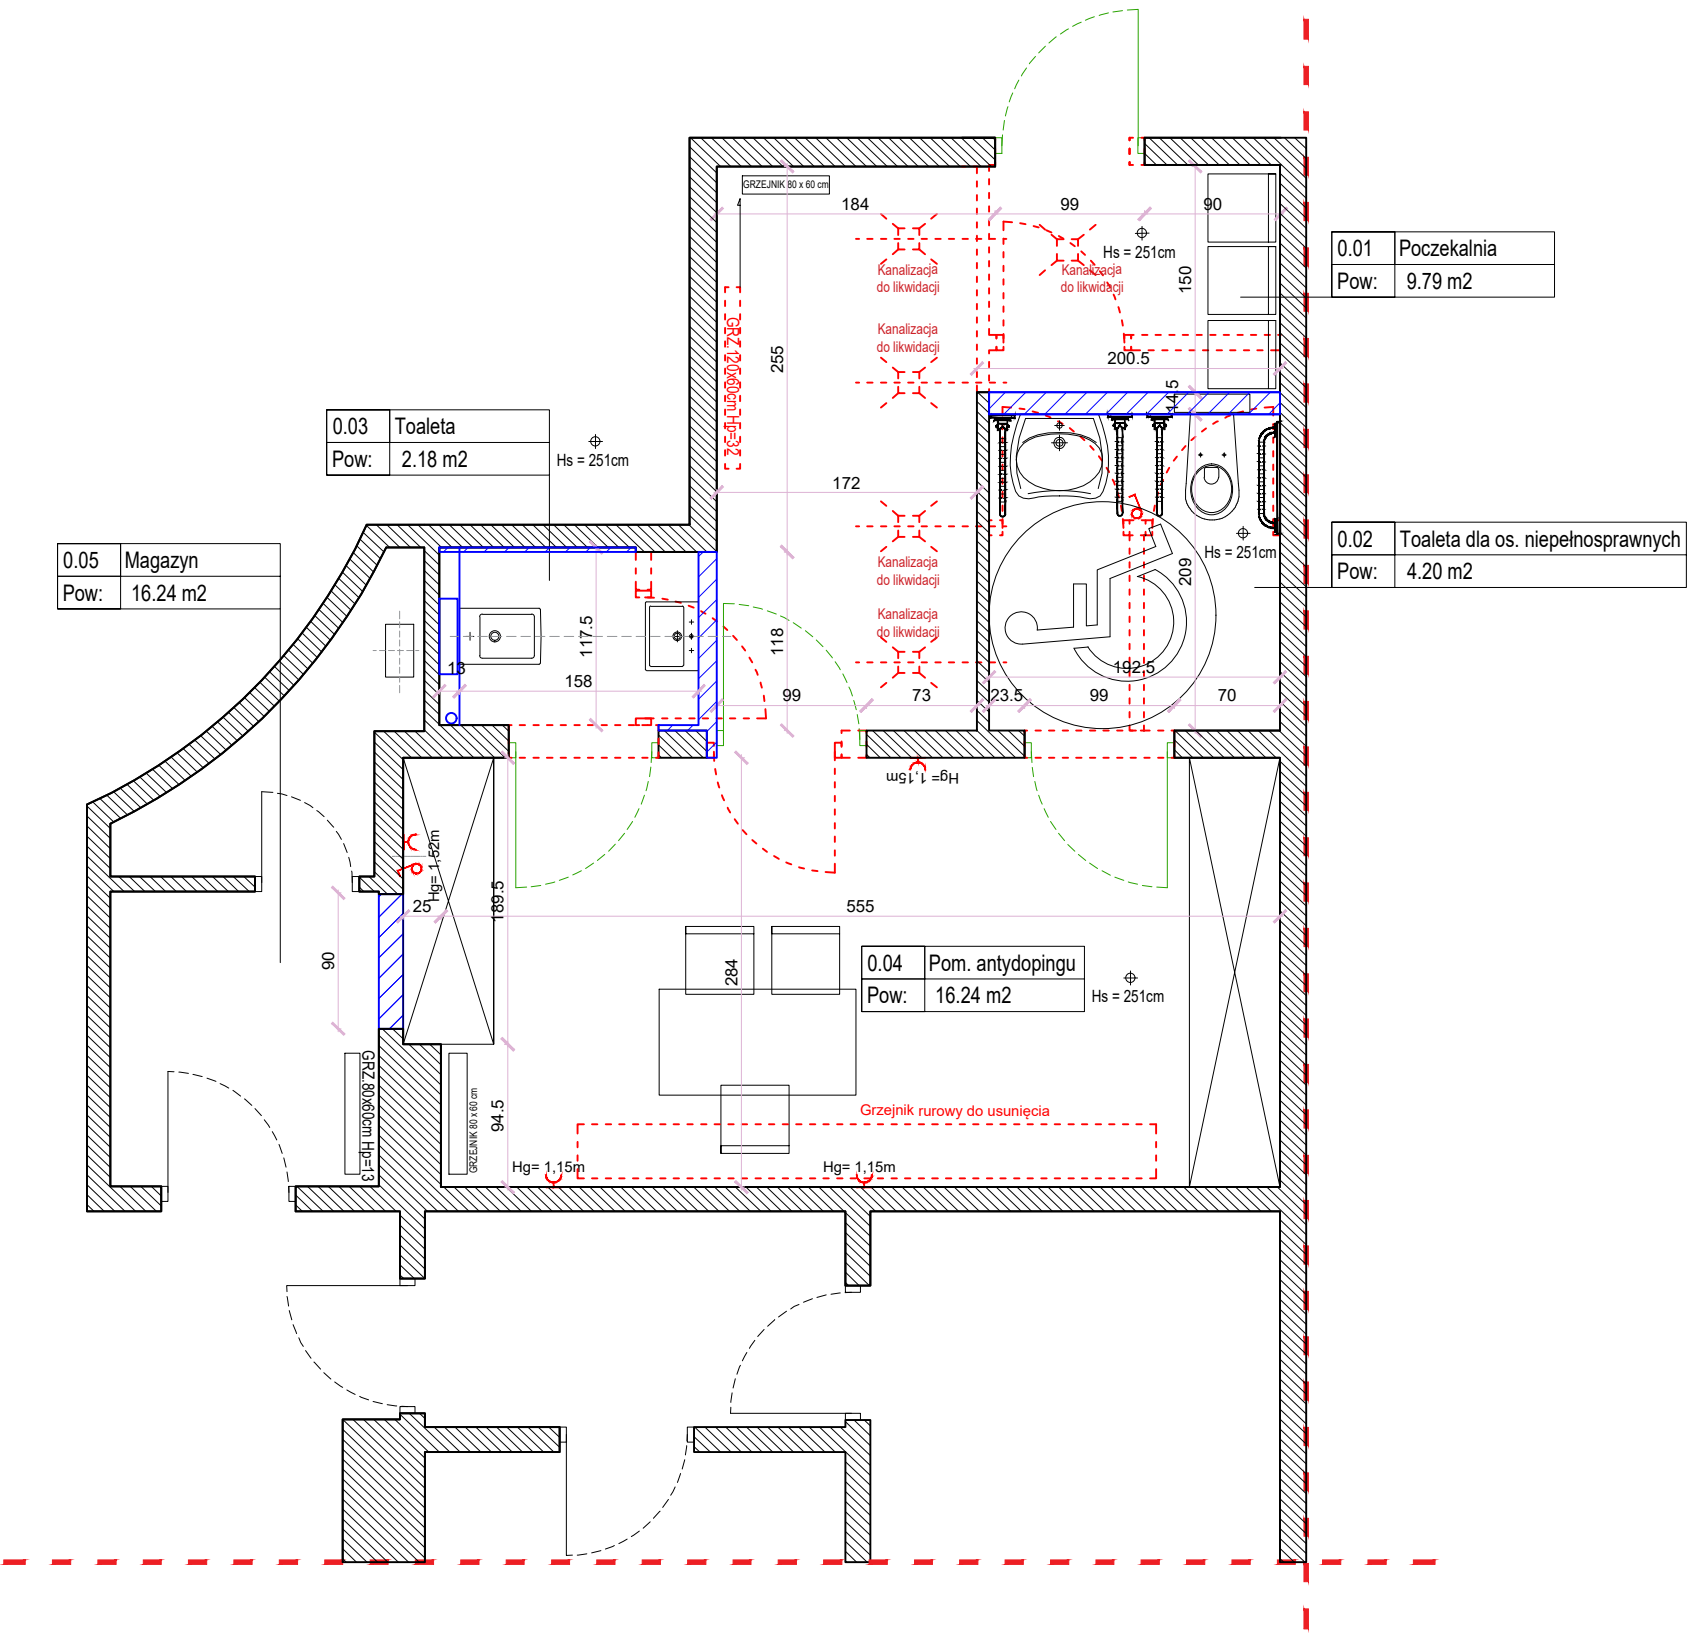 GRZEJNIK 80 x 60 cm
184
99
90
Hs = 251cm
Kanalizacja
do likwidacji
Kanalizacja
do likwidacji
150
0.01 Poczekalnia
Pow: 9.79 m2
Kanalizacja
do likwidacji
GRZ.120x60cm Hp=32
255
200.5
14.5
0.03 Toaleta
Pow: 2.18 m2
Hs = 251cm
172
0.05 Magazyn
Pow: 16.24 m2
Kanalizacja
do likwidacji
Hs = 251cm
209
0.02 Toaleta dla os. niepełnosprawnych
Pow: 4.20 m2
117.5
118
Kanalizacja
do likwidacji
13
158
192.5
99
73
23.5
99
70
Hg= 1,15m
Hg= 1,52m
25
189.5
555
90
284
0.04 Pom. antydopingu
Pow: 16.24 m2
Hs = 251cm
GRZ.80x60cm Hp=13
GRZEJNIK 80 x 60 cm
94.5
Grzejnik rurowy do usunięcia
Hg= 1,15m
Hg= 1,15m